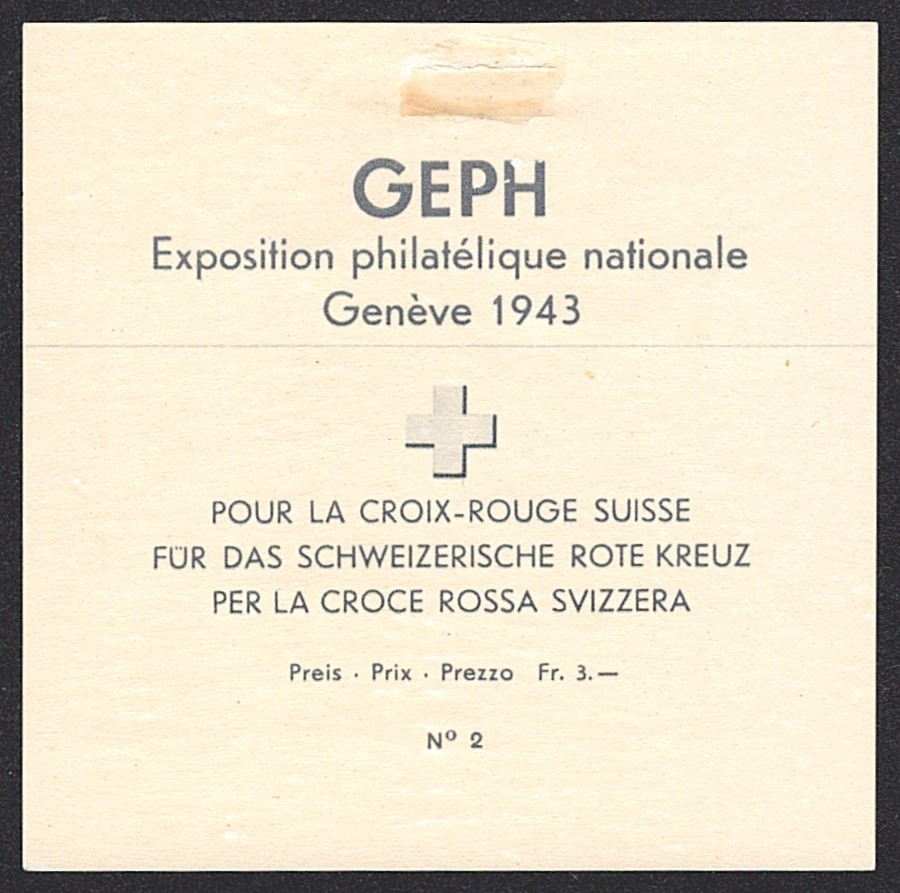 GEPH
Exposition philatélique nationale
Genève 1943
POUR LA CROIX-ROUGE SUISSE
FÜR DAS SCHWEIZERISCHE ROTE KREUZ
PER LA CROCE ROSSA SVIZZERA
Preis · Prix · Prezzo Fr. 3.—
Nº 2